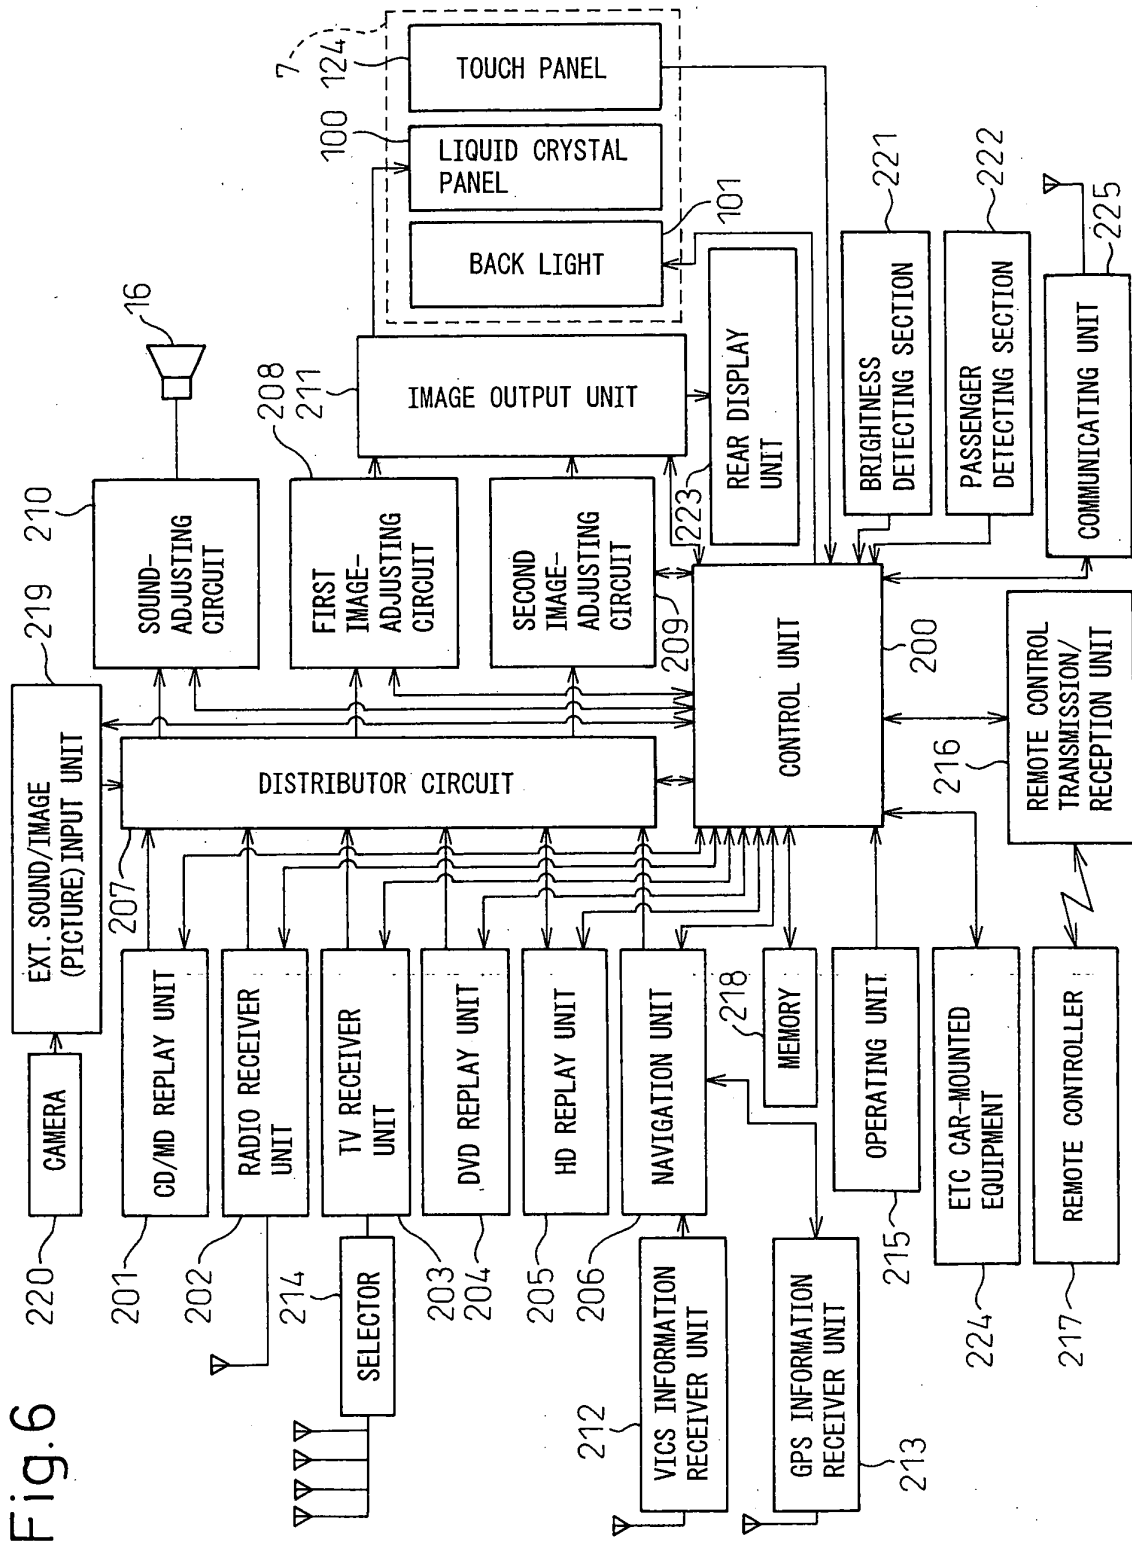 Fig.6
220
CAMERA
219
EXT. SOUND/IMAGE
(PICTURE)INPUT UNIT
201
CD/MD REPLAY UNIT
202
RADIO RECEIVER
UNIT
214
SELECTOR
203
TV RECEIVER
UNIT
204
DVD REPLAY UNIT
205
HD REPLAY UNIT
206
NAVIGATION UNIT
212
VICS INFORMATION
RECEIVER UNIT
213
GPS INFORMATION
RECEIVER UNIT
207
DISTRIBUTOR CIRCUIT
210
SOUND-
ADJUSTING
CIRCUIT
16
208
FIRST
IMAGE-
ADJUSTING
CIRCUIT
209
SECOND
IMAGE-
ADJUSTING
CIRCUIT
211
IMAGE OUTPUT UNIT
7
124
TOUCH PANEL
100
LIQUID CRYSTAL
PANEL
101
BACK LIGHT
223
REAR DISPLAY
UNIT
200
CONTROL UNIT
218
MEMORY
215
OPERATING UNIT
224
ETC CAR-MOUNTED
EQUIPMENT
217
REMOTE CONTROLLER
216
REMOTE CONTROL
TRANSMISSION/
RECEPTION UNIT
221
BRIGHTNESS
DETECTING SECTION
222
PASSENGER
DETECTING SECTION
225
COMMUNICATING UNIT